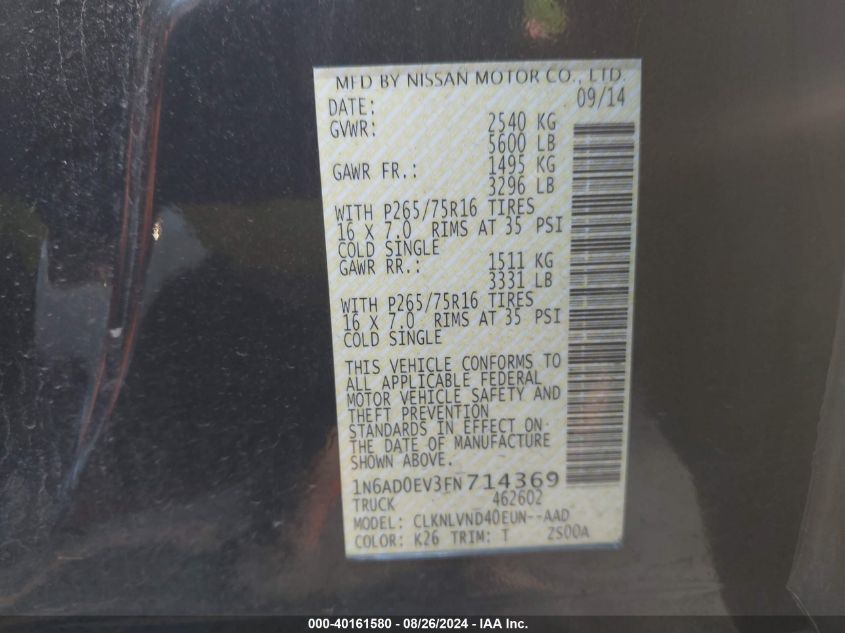 MFD BY NISSAN MOTOR CO., LTD.
DATE: 09/14
GVWR: 2540 KG
5600 LB
GAWR FR.: 1495 KG
3296 LB
WITH P265/75R16 TIRES
16 X 7.0 RIMS AT 35 PSI
COLD SINGLE
GAWR RR.: 1511 KG
3331 LB
WITH P265/75R16 TIRES
16 X 7.0 RIMS AT 35 PSI
COLD SINGLE
THIS VEHICLE CONFORMS TO
ALL APPLICABLE FEDERAL
MOTOR VEHICLE SAFETY AND
THEFT PREVENTION
STANDARDS IN EFFECT ON
THE DATE OF MANUFACTURE
SHOWN ABOVE.
1N6AD0EV3FN714369
TRUCK 462602
MODEL: CLKNLVND40EUN--AAD
COLOR: K26 TRIM: T ZS00A
000-40161580 - 08/26/2024 - IAA Inc.